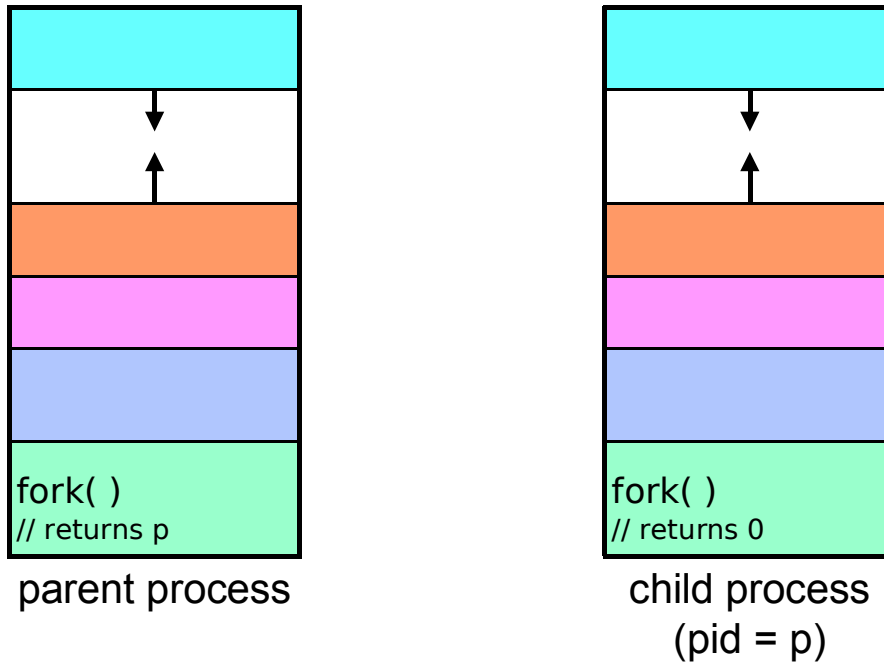 fork( )
// returns p
parent process
fork( )
// returns 0
child process
(pid = p)